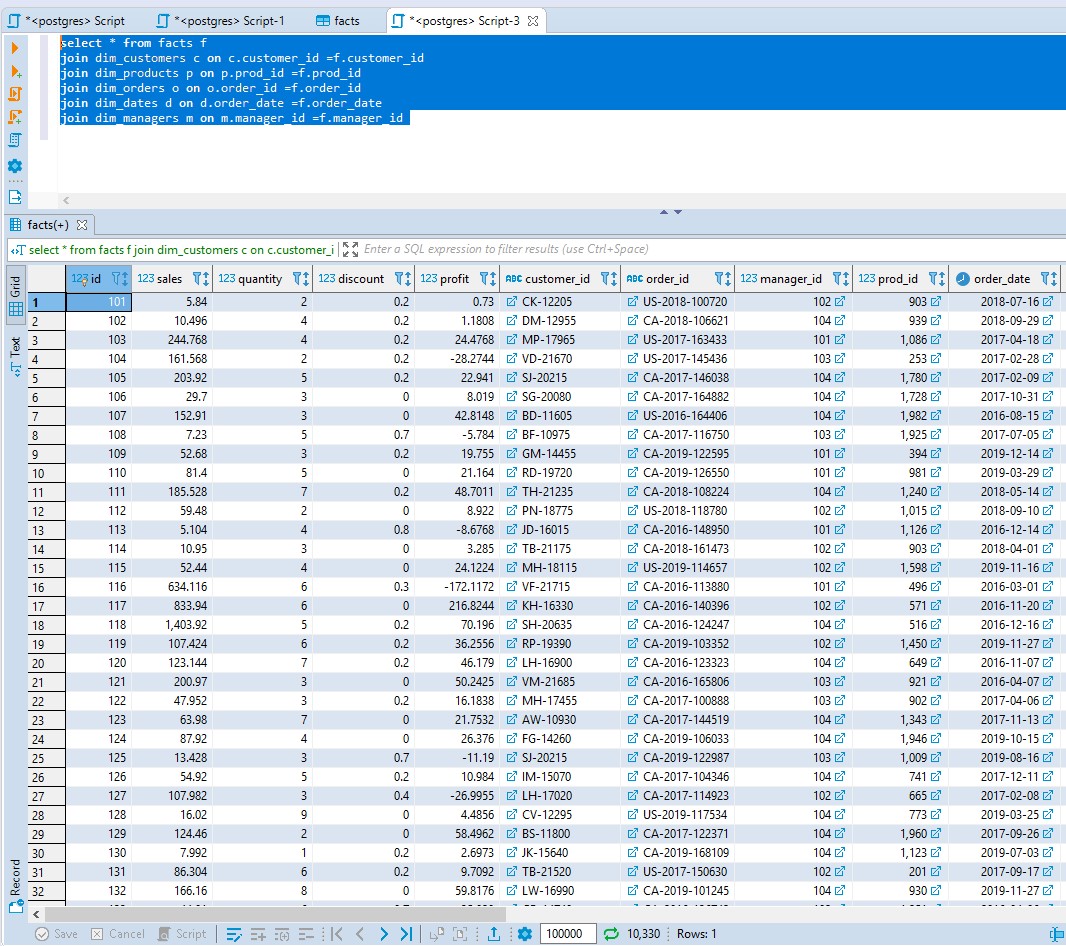 *<postgres> Script *<postgres> Script-1 facts *<postgres> Script-3
select * from facts f
join dim_customers c on c.customer_id =f.customer_id
join dim_products p on p.prod_id =f.prod_id
join dim_orders o on o.order_id =f.order_id
join dim_dates d on d.order_date =f.order_date
join dim_managers m on m.manager_id =f.manager_id
facts(+)
select * from facts f join dim_customers c on c.customer_i Enter a SQL expression to filter results (use Ctrl+Space)
Grid
Text
Record
123 id 123 sales 123 quantity 123 discount 123 profit ABC customer_id ABC order_id 123 manager_id 123 prod_id order_date
1 101 5.84 2 0.2 0.73 CK-12205 US-2018-100720 102 903 2018-07-16
2 102 10.496 4 0.2 1.1808 DM-12955 CA-2018-106621 104 939 2018-09-29
3 103 244.768 4 0.2 24.4768 MP-17965 US-2017-163433 101 1,086 2017-04-18
4 104 161.568 2 0.2 -28.2744 VD-21670 US-2017-145436 103 253 2017-02-28
5 105 203.92 5 0.2 22.941 SJ-20215 CA-2017-146038 104 1,780 2017-02-09
6 106 29.7 3 0 8.019 SG-20080 CA-2017-164882 104 1,728 2017-10-31
7 107 152.91 3 0 42.8148 BD-11605 US-2016-164406 104 1,982 2016-08-15
8 108 7.23 5 0.7 -5.784 BF-10975 CA-2017-116750 103 1,925 2017-07-05
9 109 52.68 3 0.2 19.755 GM-14455 CA-2019-122595 101 394 2019-12-14
10 110 81.4 5 0 21.164 RD-19720 CA-2019-126550 101 981 2019-03-29
11 111 185.528 7 0.2 48.7011 TH-21235 CA-2018-108224 104 1,240 2018-05-14
12 112 59.48 2 0 8.922 PN-18775 US-2018-118780 102 1,015 2018-09-10
13 113 5.104 4 0.8 -8.6768 JD-16015 CA-2016-148950 101 1,126 2016-12-14
14 114 10.95 3 0 3.285 TB-21175 CA-2018-161473 102 903 2018-04-01
15 115 52.44 4 0 24.1224 MH-18115 US-2019-114657 102 1,598 2019-11-16
16 116 634.116 6 0.3 -172.1172 VF-21715 CA-2016-113880 101 496 2016-03-01
17 117 833.94 6 0 216.8244 KH-16330 CA-2016-140396 102 571 2016-11-20
18 118 1,403.92 5 0.2 70.196 SH-20635 CA-2016-124247 104 516 2016-12-16
19 119 107.424 6 0.2 36.2556 RP-19390 CA-2019-103352 102 1,450 2019-11-27
20 120 123.144 7 0.2 46.179 LH-16900 CA-2016-123323 104 649 2016-11-07
21 121 200.97 3 0 50.2425 VM-21685 CA-2016-165806 103 921 2016-04-07
22 122 47.952 3 0.2 16.1838 MH-17455 CA-2017-100888 103 902 2017-04-06
23 123 63.98 7 0 21.7532 AW-10930 CA-2017-144519 104 1,343 2017-11-13
24 124 87.92 4 0 26.376 FG-14260 CA-2019-106033 104 1,946 2019-10-15
25 125 13.428 3 0.7 -11.19 SJ-20215 CA-2019-122987 103 1,009 2019-08-16
26 126 54.92 5 0.2 10.984 IM-15070 CA-2017-104346 104 741 2017-12-11
27 127 107.982 3 0.4 -26.9955 LH-17020 CA-2017-114923 102 665 2017-02-08
28 128 16.02 9 0 4.4856 CV-12295 US-2019-117534 104 773 2019-03-25
29 129 124.46 2 0 58.4962 BS-11800 CA-2017-122371 104 1,960 2017-09-26
30 130 7.992 1 0.2 2.6973 JK-15640 CA-2019-168109 104 1,123 2019-07-03
31 131 86.304 6 0.2 9.7092 TB-21520 US-2017-150630 102 201 2017-09-17
32 132 166.16 8 0 59.8176 LW-16990 CA-2019-101245 104 930 2019-11-27
Save Cancel Script 100000 10,330 Rows: 1